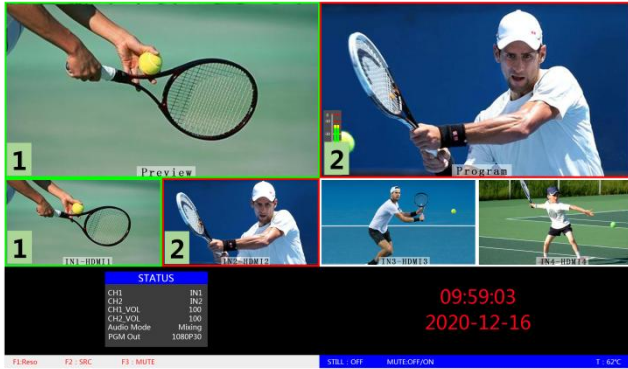 1
Preview
2
Program
1
IN1-HDMI1
2
IN2-HDMI2
IN3-HDMI3
IN4-HDMI4
STATUS
CH1 IN1
CH2 IN2
CH1_VOL 100
CH2_VOL 100
Audio Mode Mixing
PGM Out 1080P30
09:59:03
2020-12-16
F1:Reso F2 : SRC F3 : MUTE STILL : OFF MUTE:OFF/ON T : 62℃